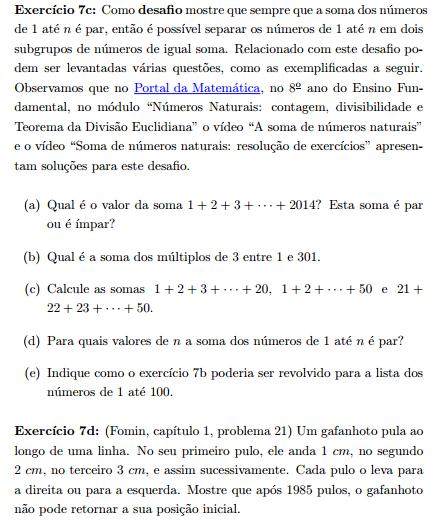 Exercício 7c: Como desafio mostre que sempre que a soma dos números
de 1 até n é par, então é possível separar os números de 1 até n em dois
subgrupos de números de igual soma. Relacionado com este desafio po-
dem ser levantadas várias questões, como as exemplificadas a seguir.
Observamos que no Portal da Matemática, no 8º ano do Ensino Fun-
damental, no módulo “Números Naturais: contagem, divisibilidade e
Teorema da Divisão Euclidiana” o vídeo “A soma de números naturais”
e o vídeo “Soma de números naturais: resolução de exercícios” apresen-
tam soluções para este desafio.
(a) Qual é o valor da soma 1 + 2 + 3 + ··· + 2014? Esta soma é par
ou é ímpar?
(b) Qual é a soma dos múltiplos de 3 entre 1 e 301.
(c) Calcule as somas 1 + 2 + 3 + ··· + 20, 1 + 2 + ··· + 50 e 21 +
22 + 23 + ··· + 50.
(d) Para quais valores de n a soma dos números de 1 até n é par?
(e) Indique como o exercício 7b poderia ser revolvido para a lista dos
números de 1 até 100.
Exercício 7d: (Fomin, capítulo 1, problema 21) Um gafanhoto pula ao
longo de uma linha. No seu primeiro pulo, ele anda 1 cm, no segundo
2 cm, no terceiro 3 cm, e assim sucessivamente. Cada pulo o leva para
a direita ou para a esquerda. Mostre que após 1985 pulos, o gafanhoto
não pode retornar a sua posição inicial.